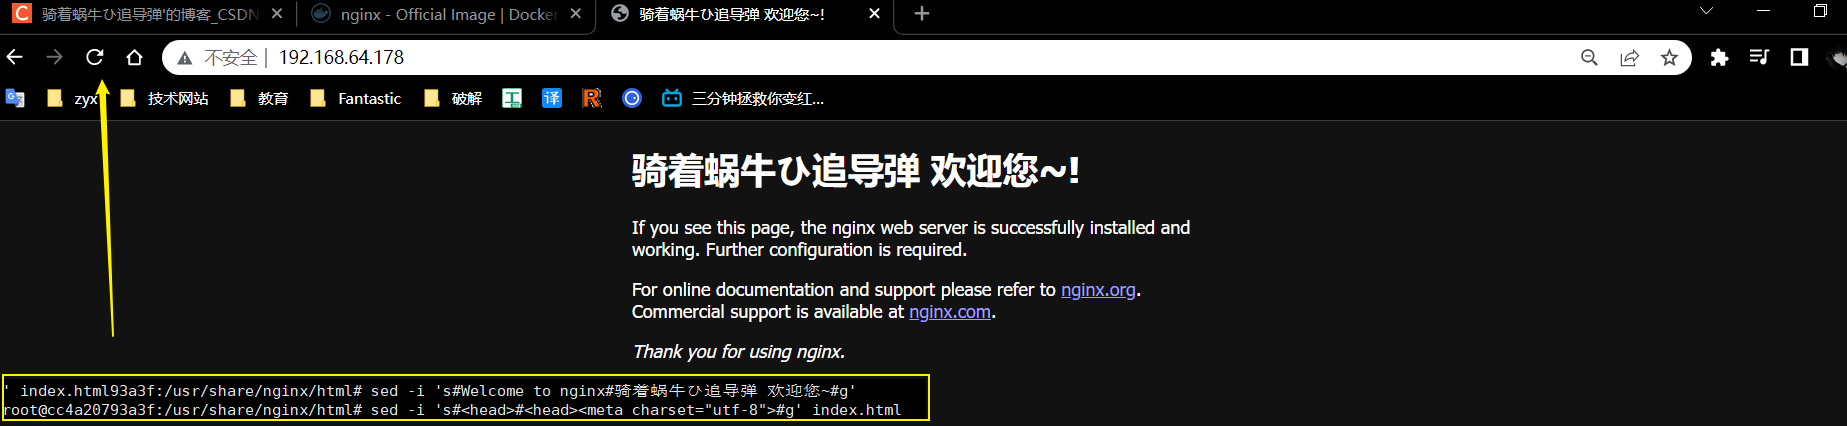 骑着蜗牛ひ追导弹'的博客_CSDN
nginx - Official Image | Docker
骑着蜗牛ひ追导弹 欢迎您~!
不安全 | 192.168.64.178
zyx 技术网站 教育 Fantastic 破解 工 译 R 三分钟拯救你变红...
骑着蜗牛ひ追导弹 欢迎您~!
If you see this page, the nginx web server is successfully installed and
working. Further configuration is required.
For online documentation and support please refer to nginx.org.
Commercial support is available at nginx.com.
Thank you for using nginx.
' index.html93a3f:/usr/share/nginx/html# sed -i 's#Welcome to nginx#骑着蜗牛ひ追导弹 欢迎您~#g'
root@cc4a20793a3f:/usr/share/nginx/html# sed -i 's#<head>#<head><meta charset="utf-8">#g' index.html